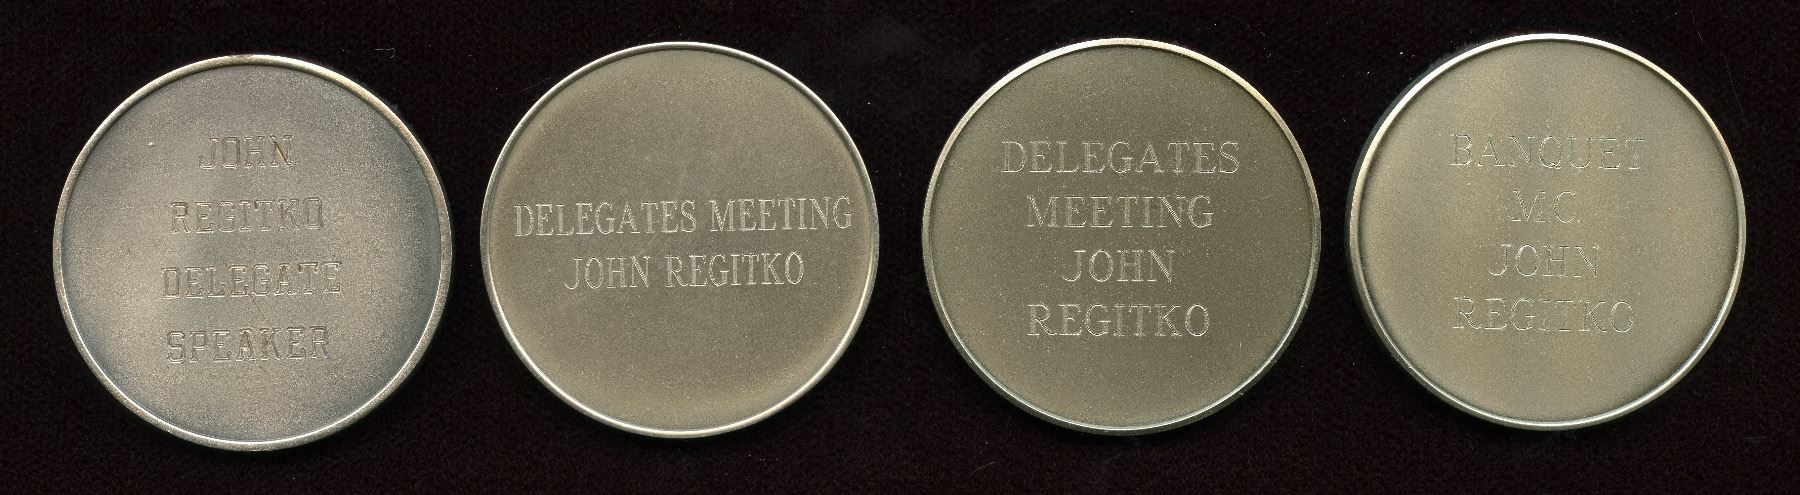 JOHN
REGITKO
DELEGATE
SPEAKER
DELEGATES MEETING
JOHN REGITKO
DELEGATES
MEETING
JOHN
REGITKO
BANQUET
M.C.
JOHN
REGITKO